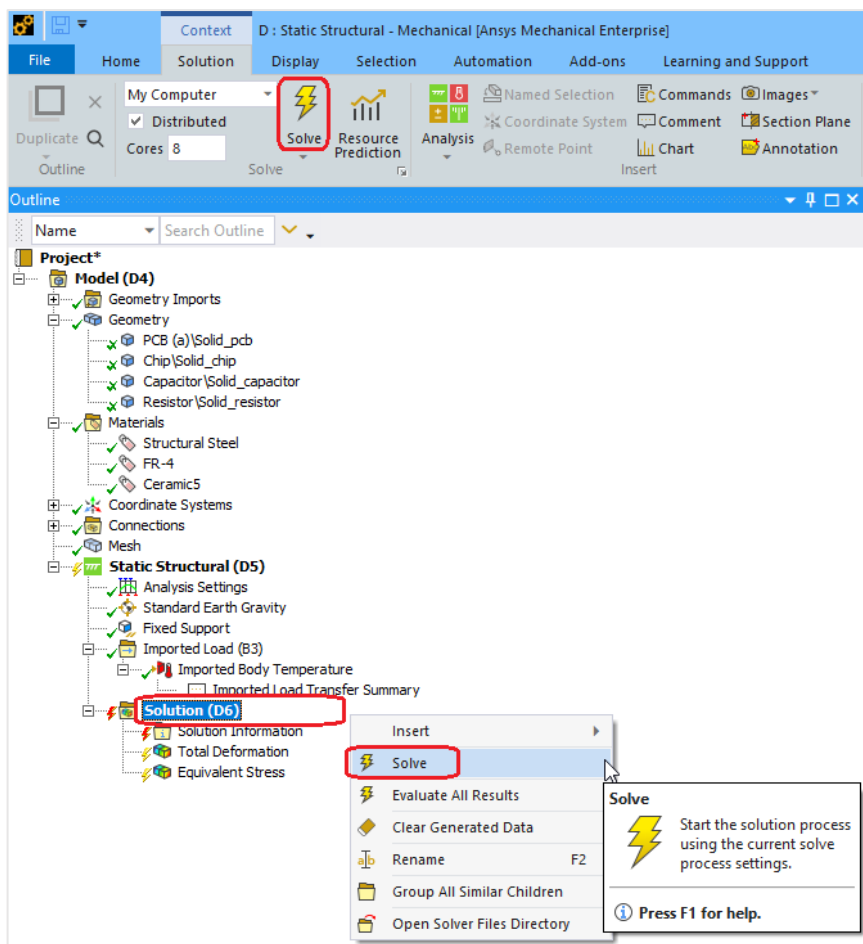 Context
D : Static Structural - Mechanical [Ansys Mechanical Enterprise]
File Home Solution Display Selection Automation Add-ons Learning and Support
Duplicate
Outline
My Computer
Distributed
Cores 8
Solve
Resource
Prediction
Solve
Analysis
Named Selection
Coordinate System
Remote Point
Commands
Comment
Chart
Images
Section Plane
Annotation
Insert
Outline
Name Search Outline
Project*
Model (D4)
Geometry Imports
Geometry
PCB (a)\Solid_pcb
Chip\Solid_chip
Capacitor\Solid_capacitor
Resistor\Solid_resistor
Materials
Structural Steel
FR-4
Ceramic5
Coordinate Systems
Connections
Mesh
Static Structural (D5)
Analysis Settings
Standard Earth Gravity
Fixed Support
Imported Load (B3)
Imported Body Temperature
Imported Load Transfer Summary
Solution (D6)
Solution Information
Total Deformation
Equivalent Stress
Insert
Solve
Evaluate All Results
Clear Generated Data
Rename F2
Group All Similar Children
Open Solver Files Directory
Solve
Start the solution process
using the current solve
process settings.
Press F1 for help.